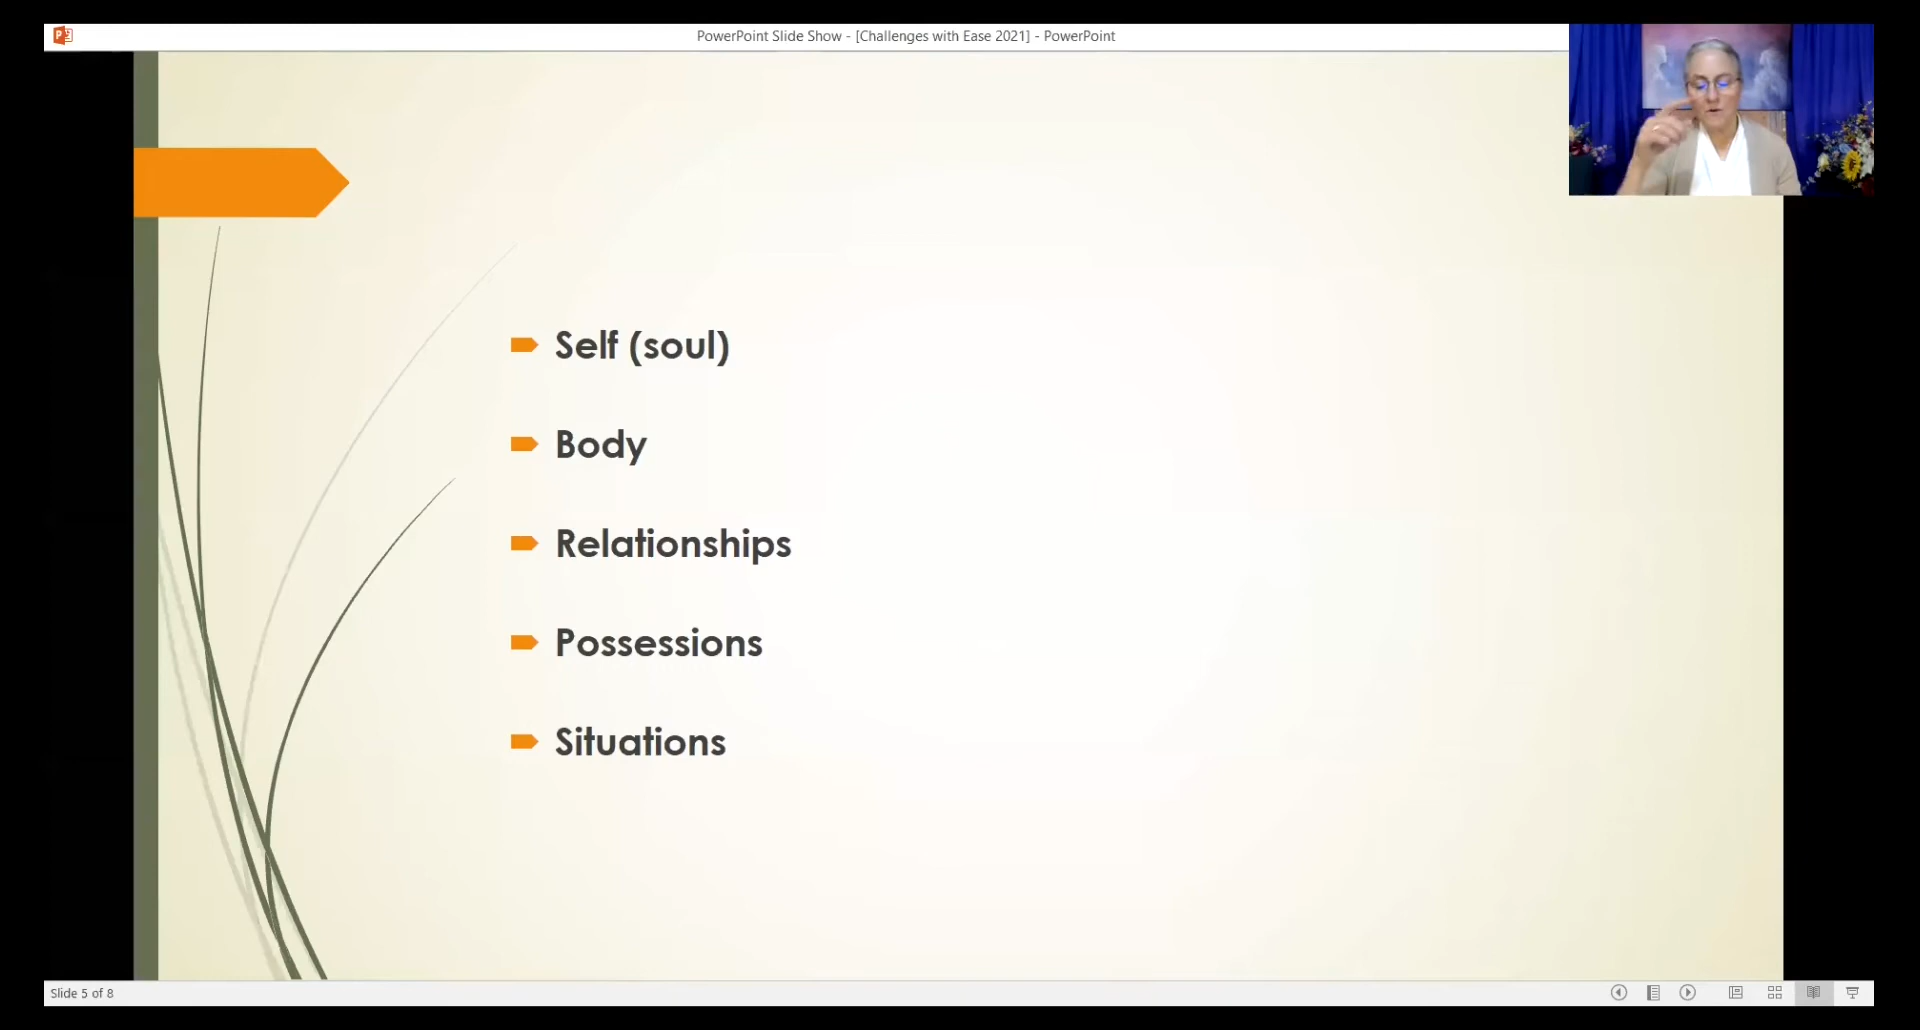 PowerPoint Slide Show - [Challenges with Ease 2021] - PowerPoint
Self (soul)
Body
Relationships
Possessions
Situations
Slide 5 of 8